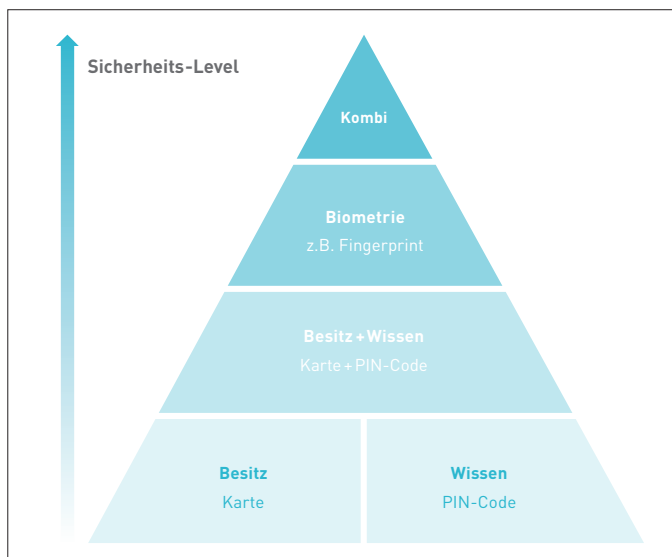 Sicherheits-Level
Kombi
Biometrie
z.B. Fingerprint
Besitz+Wissen
Karte+PIN-Code
Besitz
Karte
Wissen
PIN-Code